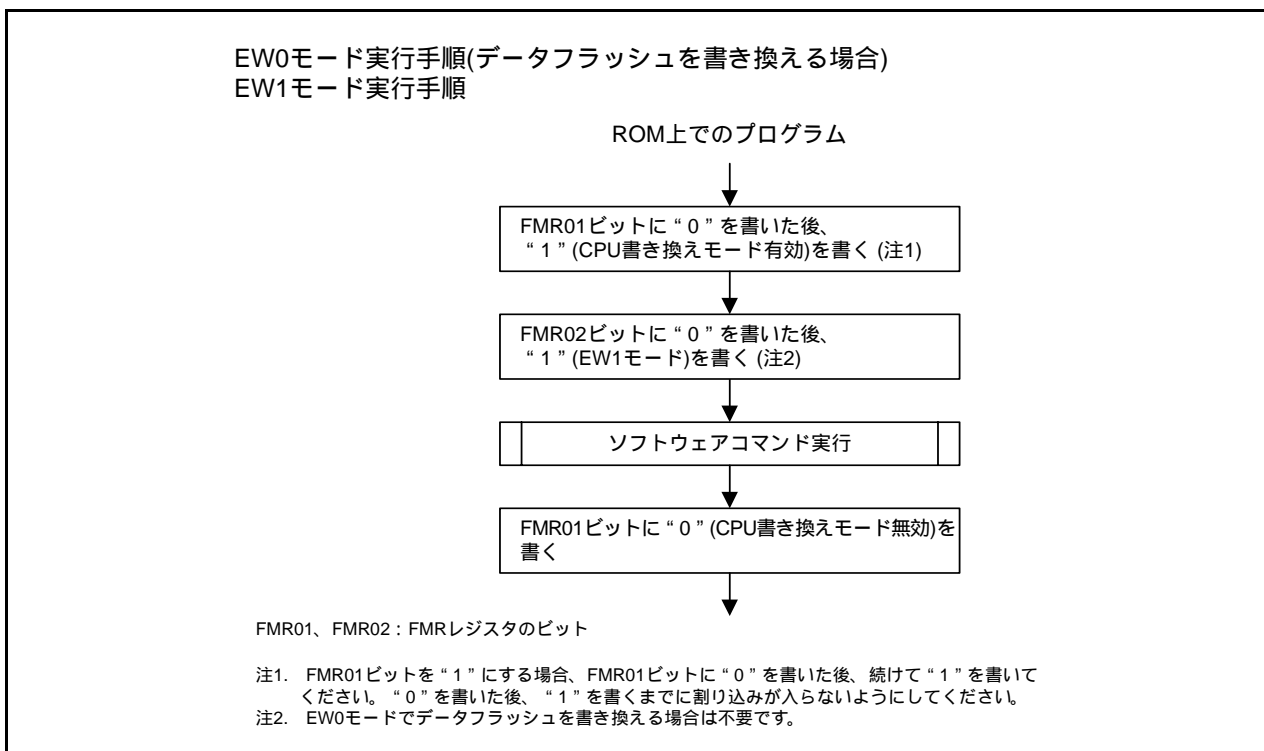 EW0モード実行手順(データフラッシュを書き換える場合)
EW1モード実行手順
ROM上でのプログラム
FMR01ビットに“0”を書いた後、
“1”(CPU書き換えモード有効)を書く(注1)
FMR02ビットに“0”を書いた後、
“1”(EW1モード)を書く(注2)
ソフトウェアコマンド実行
FMR01ビットに“0”(CPU書き換えモード無効)を
書く
FMR01、FMR02：FMRレジスタのビット
注1. FMR01ビットを“1”にする場合、FMR01ビットに“0”を書いた後、続けて“1”を書いて
ください。“0”を書いた後、“1”を書くまでに割り込みが入らないようにしてください。
注2. EW0モードでデータフラッシュを書き換える場合は不要です。